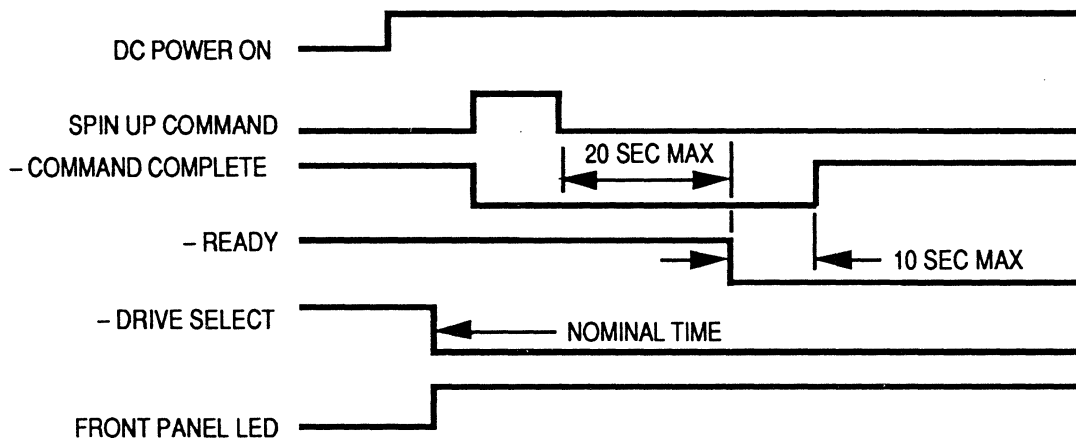 DC POWER ON
SPIN UP COMMAND
– COMMAND COMPLETE
20 SEC MAX
– READY
10 SEC MAX
– DRIVE SELECT
NOMINAL TIME
FRONT PANEL LED